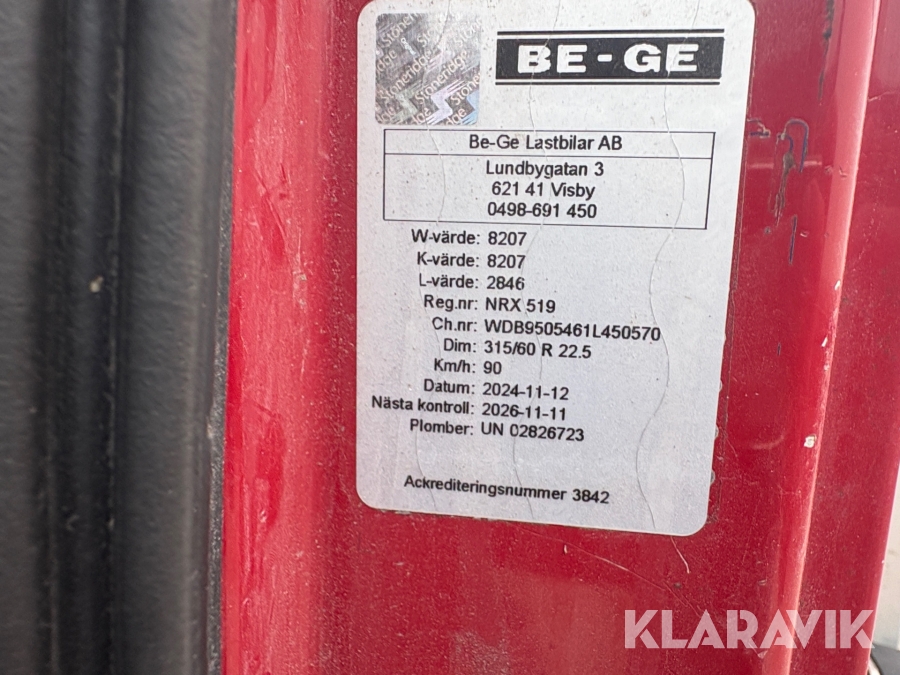 Stoneridge
BE-GE
Be-Ge Lastbilar AB
Lundbygatan 3
621 41 Visby
0498-691 450
W-värde: 8207
K-värde: 8207
L-värde: 2846
Reg.nr: NRX 519
Ch.nr: WDB9505461L450570
Dim: 315/60 R 22.5
Km/h: 90
Datum: 2024-11-12
Nästa kontroll: 2026-11-11
Plomber: UN 02826723
Ackrediteringsnummer 3842
KLARAVIK